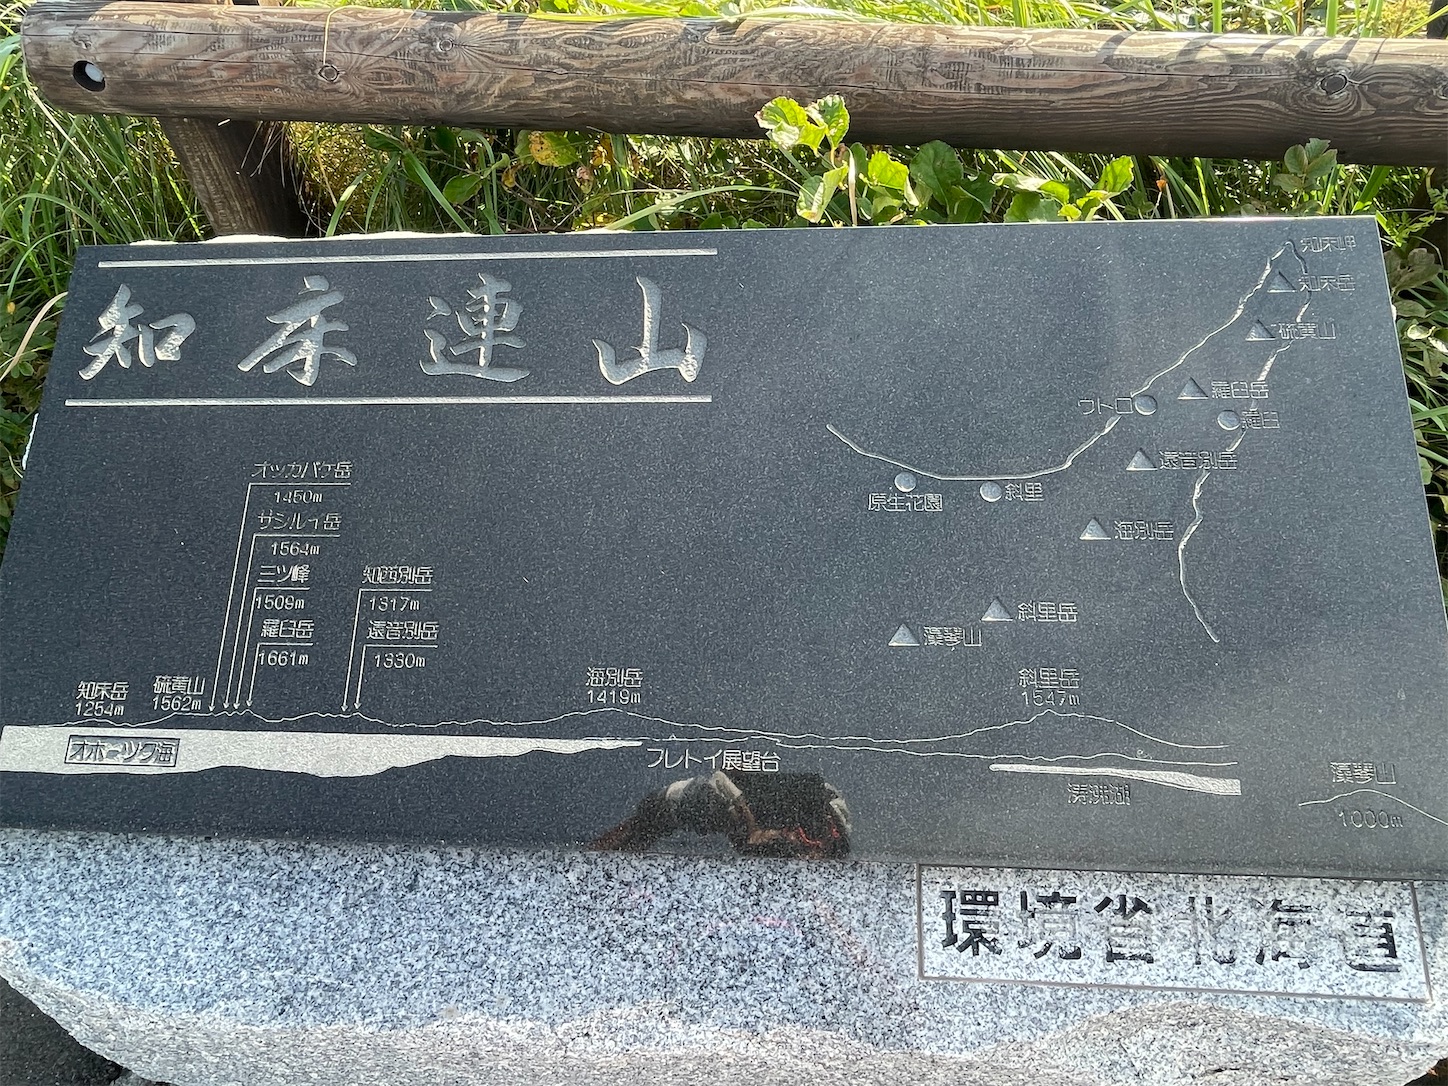 知床連山
知床岬
知床岳
硫黄山
羅臼岳
ウトロ
羅臼
遠音別岳
原生花園
斜里
海別岳
斜里岳
藻琴山
オッカバケ岳
1450m
サシルイ岳
1564m
三ツ峰
1509m
羅臼岳
1661m
知西別岳
1317m
遠音別岳
1330m
知床岳
1254m
硫黄山
1562m
海別岳
1419m
斜里岳
1547m
オホーツク海
フレトイ展望台
涛沸湖
藻琴山
1000m
環境省 北海道